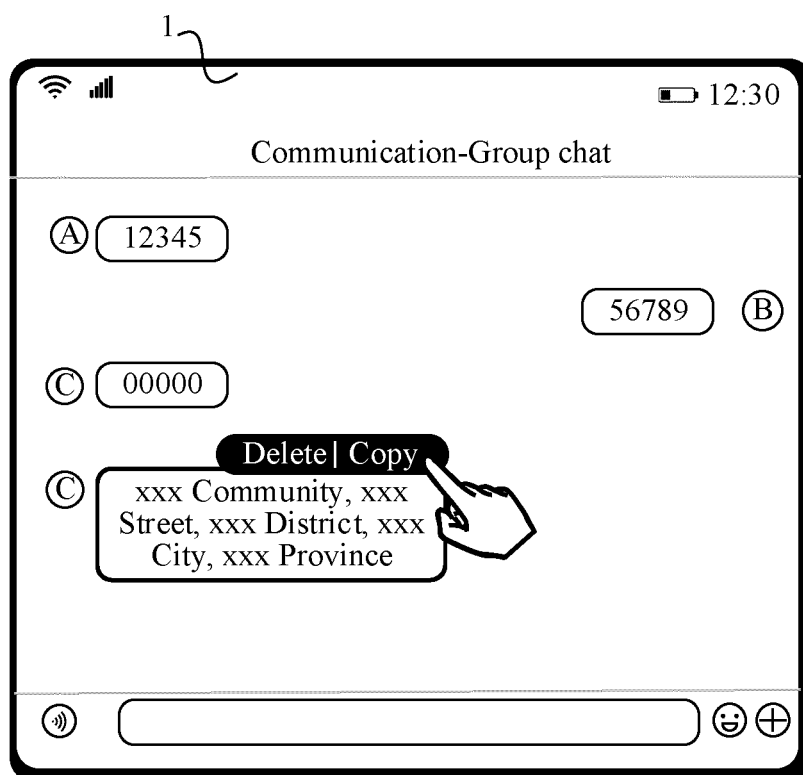 1
12:30
Communication-Group chat
A 12345
56789 B
C 00000
Delete| Copy
C xxx Community, xxx
Street, xxx District, xxx
City, xxx Province